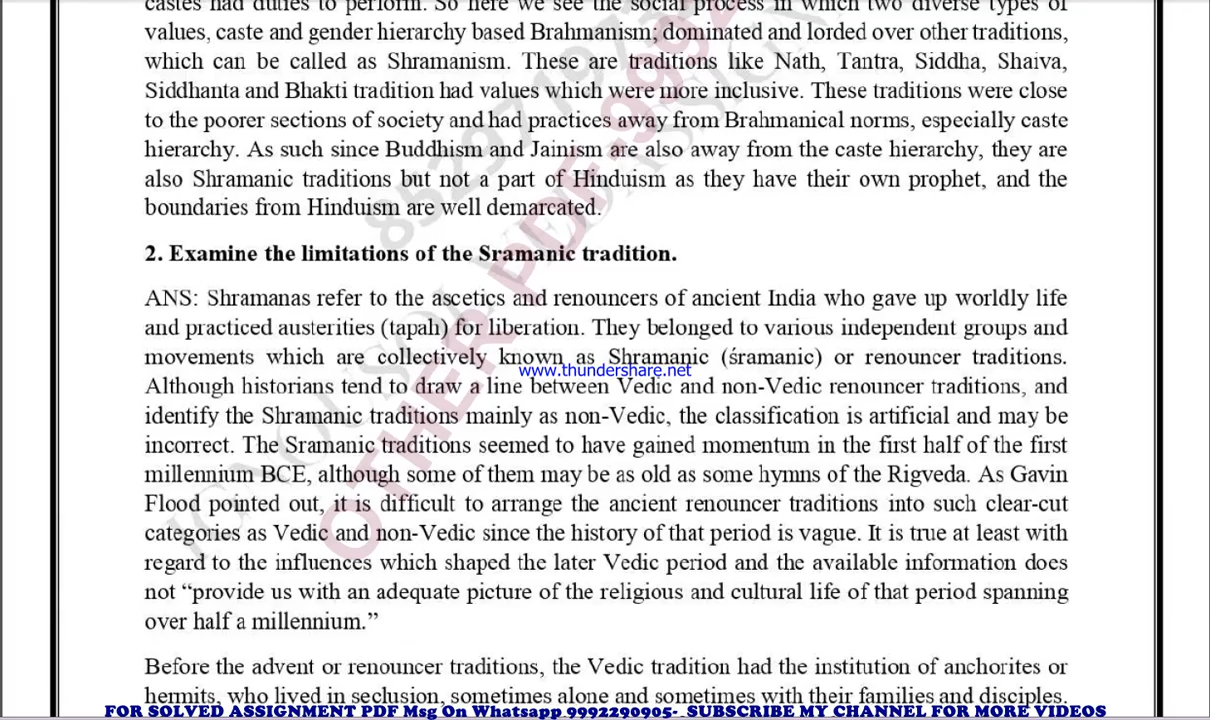 castes had duties to perform. So here we see the social process in which two diverse types of
values, caste and gender hierarchy based Brahmanism; dominated and lorded over other traditions,
which can be called as Shramanism. These are traditions like Nath, Tantra, Siddha, Shaiva,
Siddhanta and Bhakti tradition had values which were more inclusive. These traditions were close
to the poorer sections of society and had practices away from Brahmanical norms, especially caste
hierarchy. As such since Buddhism and Jainism are also away from the caste hierarchy, they are
also Shramanic traditions but not a part of Hinduism as they have their own prophet, and the
boundaries from Hinduism are well demarcated.
2. Examine the limitations of the Sramanic tradition.
ANS: Shramanas refer to the ascetics and renouncers of ancient India who gave up worldly life
and practiced austerities (tapah) for liberation. They belonged to various independent groups and
movements which are collectively known as Shramanic (śramanic) or renouncer traditions.
www.thundershare.net
Although historians tend to draw a line between Vedic and non-Vedic renouncer traditions, and
identify the Shramanic traditions mainly as non-Vedic, the classification is artificial and may be
incorrect. The Sramanic traditions seemed to have gained momentum in the first half of the first
millennium BCE, although some of them may be as old as some hymns of the Rigveda. As Gavin
Flood pointed out, it is difficult to arrange the ancient renouncer traditions into such clear-cut
categories as Vedic and non-Vedic since the history of that period is vague. It is true at least with
regard to the influences which shaped the later Vedic period and the available information does
not “provide us with an adequate picture of the religious and cultural life of that period spanning
over half a millennium.”
Before the advent or renouncer traditions, the Vedic tradition had the institution of anchorites or
hermits, who lived in seclusion, sometimes alone and sometimes with their families and disciples.
FOR SOLVED ASSIGNMENT PDF Msg On Whatsapp 9992290905- SUBSCRIBE MY CHANNEL FOR MORE VIDEOS
OTHER PDF-992